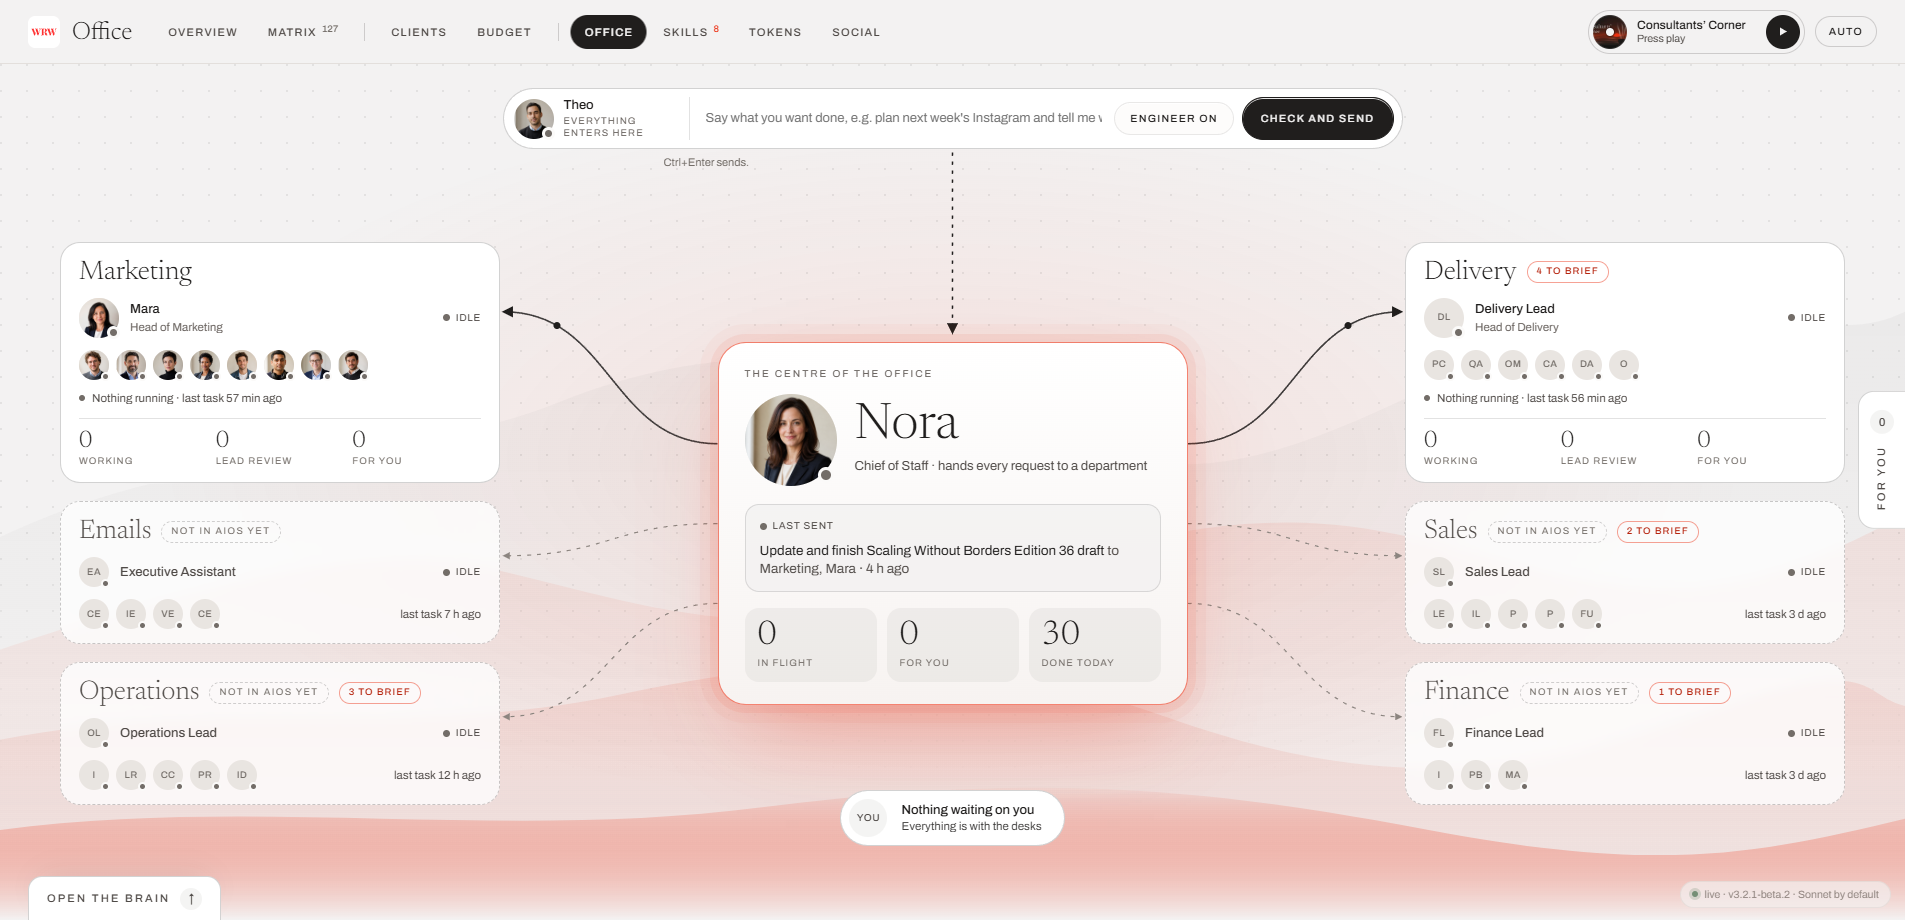 WRW Office OVERVIEW MATRIX 127 CLIENTS BUDGET OFFICE SKILLS 8 TOKENS SOCIAL
Consultants' Corner
Press play
AUTO
Theo
EVERYTHING
ENTERS HERE
Say what you want done, e.g. plan next week's Instagram and tell me
ENGINEER ON
CHECK AND SEND
Ctrl+Enter sends.
Marketing
Mara
Head of Marketing
IDLE
Nothing running · last task 57 min ago
0 0 0
WORKING LEAD REVIEW FOR YOU
Emails NOT IN AIOS YET
EA Executive Assistant IDLE
CE IE VE CE last task 7 h ago
Operations NOT IN AIOS YET 3 TO BRIEF
OL Operations Lead IDLE
I LR CC PR ID last task 12 h ago
THE CENTRE OF THE OFFICE
Nora
Chief of Staff · hands every request to a department
LAST SENT
Update and finish Scaling Without Borders Edition 36 draft to
Marketing, Mara · 4 h ago
0 0 30
IN FLIGHT FOR YOU DONE TODAY
YOU
Nothing waiting on you
Everything is with the desks
Delivery 4 TO BRIEF
DL
Delivery Lead
Head of Delivery
IDLE
PC QA OM CA DA O
Nothing running · last task 56 min ago
0 0 0
WORKING LEAD REVIEW FOR YOU
Sales NOT IN AIOS YET 2 TO BRIEF
SL Sales Lead IDLE
LE IL P P FU last task 3 d ago
Finance NOT IN AIOS YET 1 TO BRIEF
FL Finance Lead IDLE
I PB MA last task 3 d ago
0 FOR YOU
OPEN THE BRAIN ↑
live · v3.2.1-beta.2 · Sonnet by default